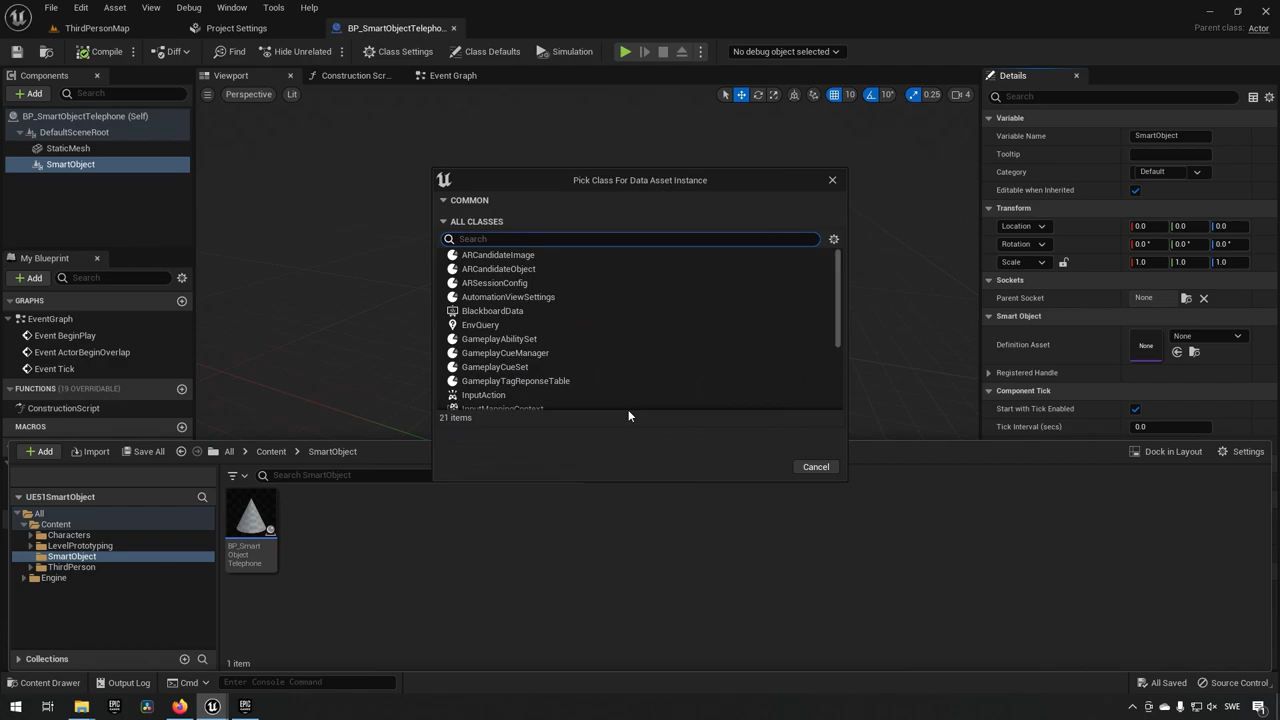 File Edit Asset View Debug Window Tools Help
ThirdPersonMap Project Settings BP_SmartObjectTelepho... Parent class: Actor
Compile Diff Find Hide Unrelated Class Settings Class Defaults Simulation No debug object selected
Components Viewport Construction Scr... Event Graph Details
Add Search Perspective Lit 10 10° 0.25 4 Search
BP_SmartObjectTelephone (Self)
DefaultSceneRoot
StaticMesh
SmartObject
Variable
Variable Name SmartObject
Tooltip
Category Default
Editable when Inherited
Transform
Location 0.0 0.0 0.0
Rotation 0.0 ° 0.0 ° 0.0 °
Scale 1.0 1.0 1.0
Sockets
Parent Socket None
Smart Object
Definition Asset None None
Registered Handle
Component Tick
Start with Tick Enabled
Tick Interval (secs) 0.0
Pick Class For Data Asset Instance
COMMON
ALL CLASSES
Search
ARCandidateImage
ARCandidateObject
ARSessionConfig
AutomationViewSettings
BlackboardData
EnvQuery
GameplayAbilitySet
GameplayCueManager
GameplayCueSet
GameplayTagReponseTable
InputAction
InputMappingContext
21 items
Cancel
My Blueprint
Add Search
GRAPHS
EventGraph
Event BeginPlay
Event ActorBeginOverlap
Event Tick
FUNCTIONS (19 OVERRIDABLE)
ConstructionScript
MACROS
Add Import Save All All Content SmartObject Dock in Layout Settings
Search SmartObject
UE51SmartObject
All
Content
Characters
LevelPrototyping
SmartObject
ThirdPerson
Engine
BP_Smart
Object
Telephone
Collections
1 item
Content Drawer Output Log Cmd Enter Console Command All Saved Source Control
SWE